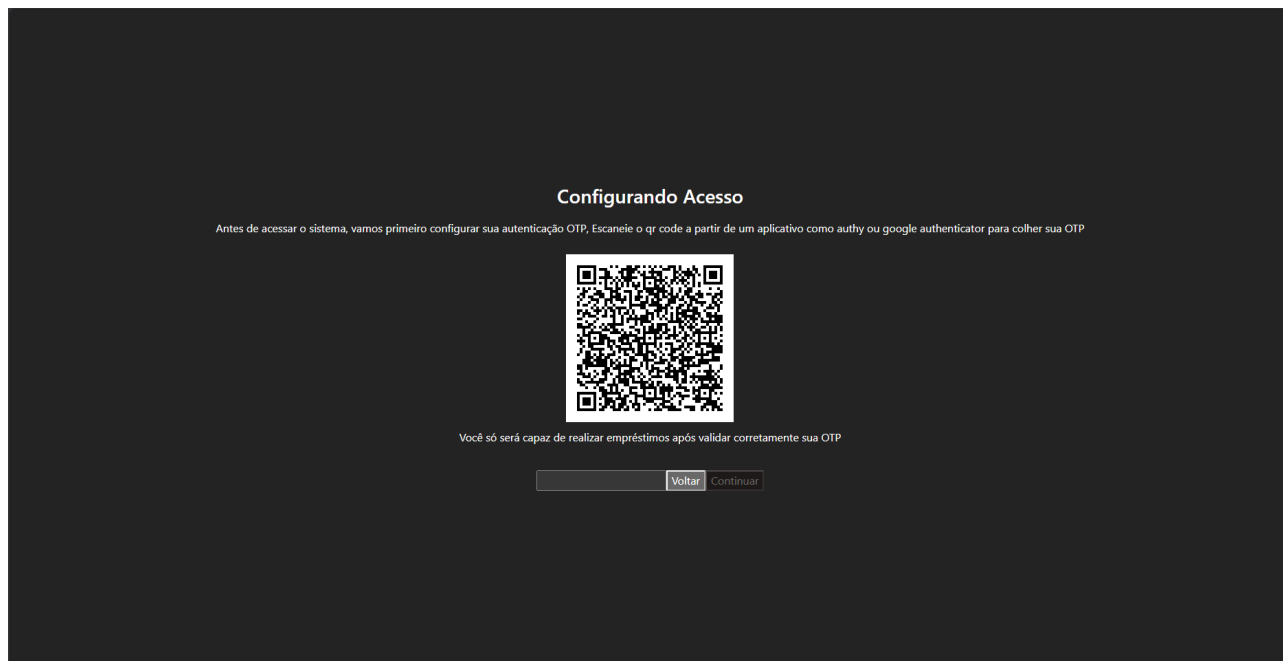 Configurando Acesso
Antes de acessar o sistema, vamos primeiro configurar sua autenticação OTP, Escaneie o qr code a partir de um aplicativo como authy ou google authenticator para colher sua OTP
Você só será capaz de realizar empréstimos após validar corretamente sua OTP
Voltar Continuar